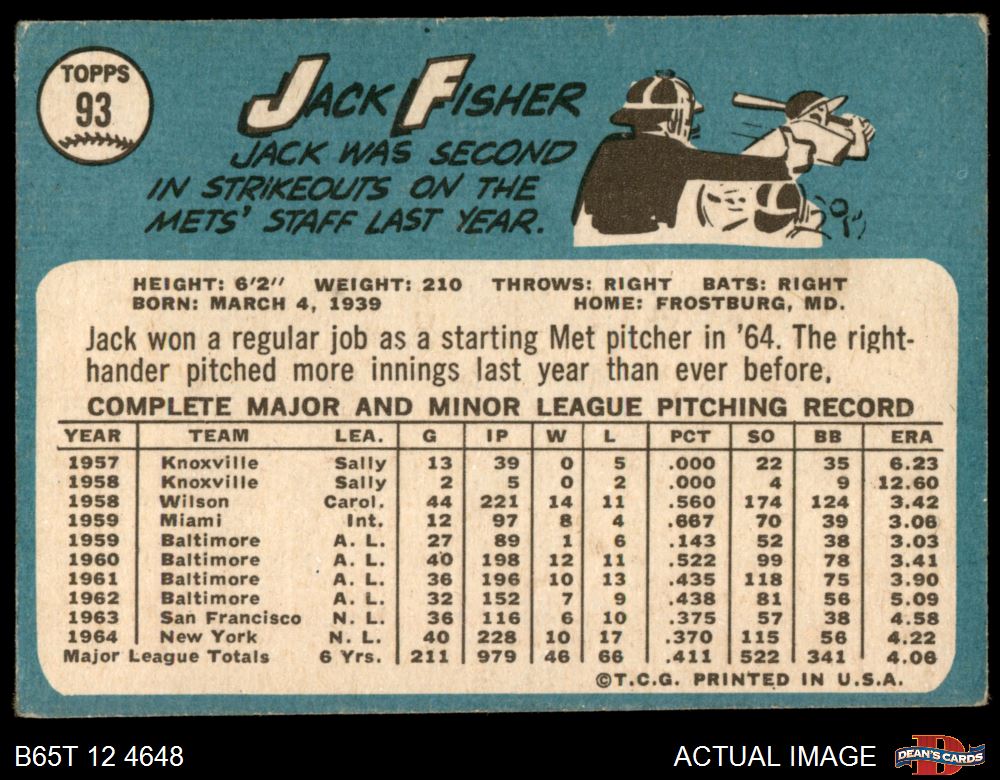 TOPPS
93
JACK FISHER
JACK WAS SECOND
IN STRIKEOUTS ON THE
METS' STAFF LAST YEAR.
HEIGHT: 6'2" WEIGHT: 210 THROWS: RIGHT BATS: RIGHT
BORN: MARCH 4, 1939 HOME: FROSTBURG, MD.
Jack won a regular job as a starting Met pitcher in '64. The right-
hander pitched more innings last year than ever before.
COMPLETE MAJOR AND MINOR LEAGUE PITCHING RECORD
YEAR TEAM LEA. G IP W L PCT SO BB ERA
1957 Knoxville Sally 13 39 0 5 .000 22 35 6.23
1958 Knoxville Sally 2 5 0 2 .000 4 9 12.60
1958 Wilson Carol. 44 221 14 11 .560 174 124 3.42
1959 Miami Int. 12 97 8 4 .667 70 39 3.06
1959 Baltimore A. L. 27 89 1 6 .143 52 38 3.03
1960 Baltimore A. L. 40 198 12 11 .522 99 78 3.41
1961 Baltimore A. L. 36 196 10 13 .435 118 75 3.90
1962 Baltimore A. L. 32 152 7 9 .438 81 56 5.09
1963 San Francisco N. L. 36 116 6 10 .375 57 38 4.58
1964 New York N. L. 40 228 10 17 .370 115 56 4.22
Major League Totals 6 Yrs. 211 979 46 66 .411 522 341 4.06
©T.C.G. PRINTED IN U.S.A.
B65T 12 4648 ACTUAL IMAGE
D
DEAN'S CARDS